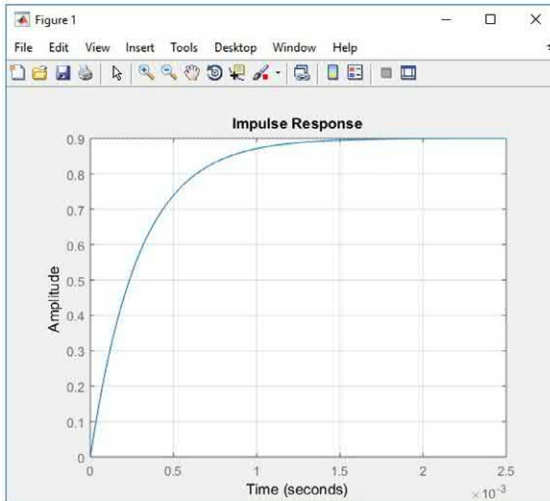 Figure 1
File Edit View Insert Tools Desktop Window Help
Impulse Response
0.9
0.8
0.7
0.6
0.5
0.4
0.3
0.2
0.1
0
Amplitude
0 0.5 1 1.5 2 2.5
Time (seconds)
× 10-3